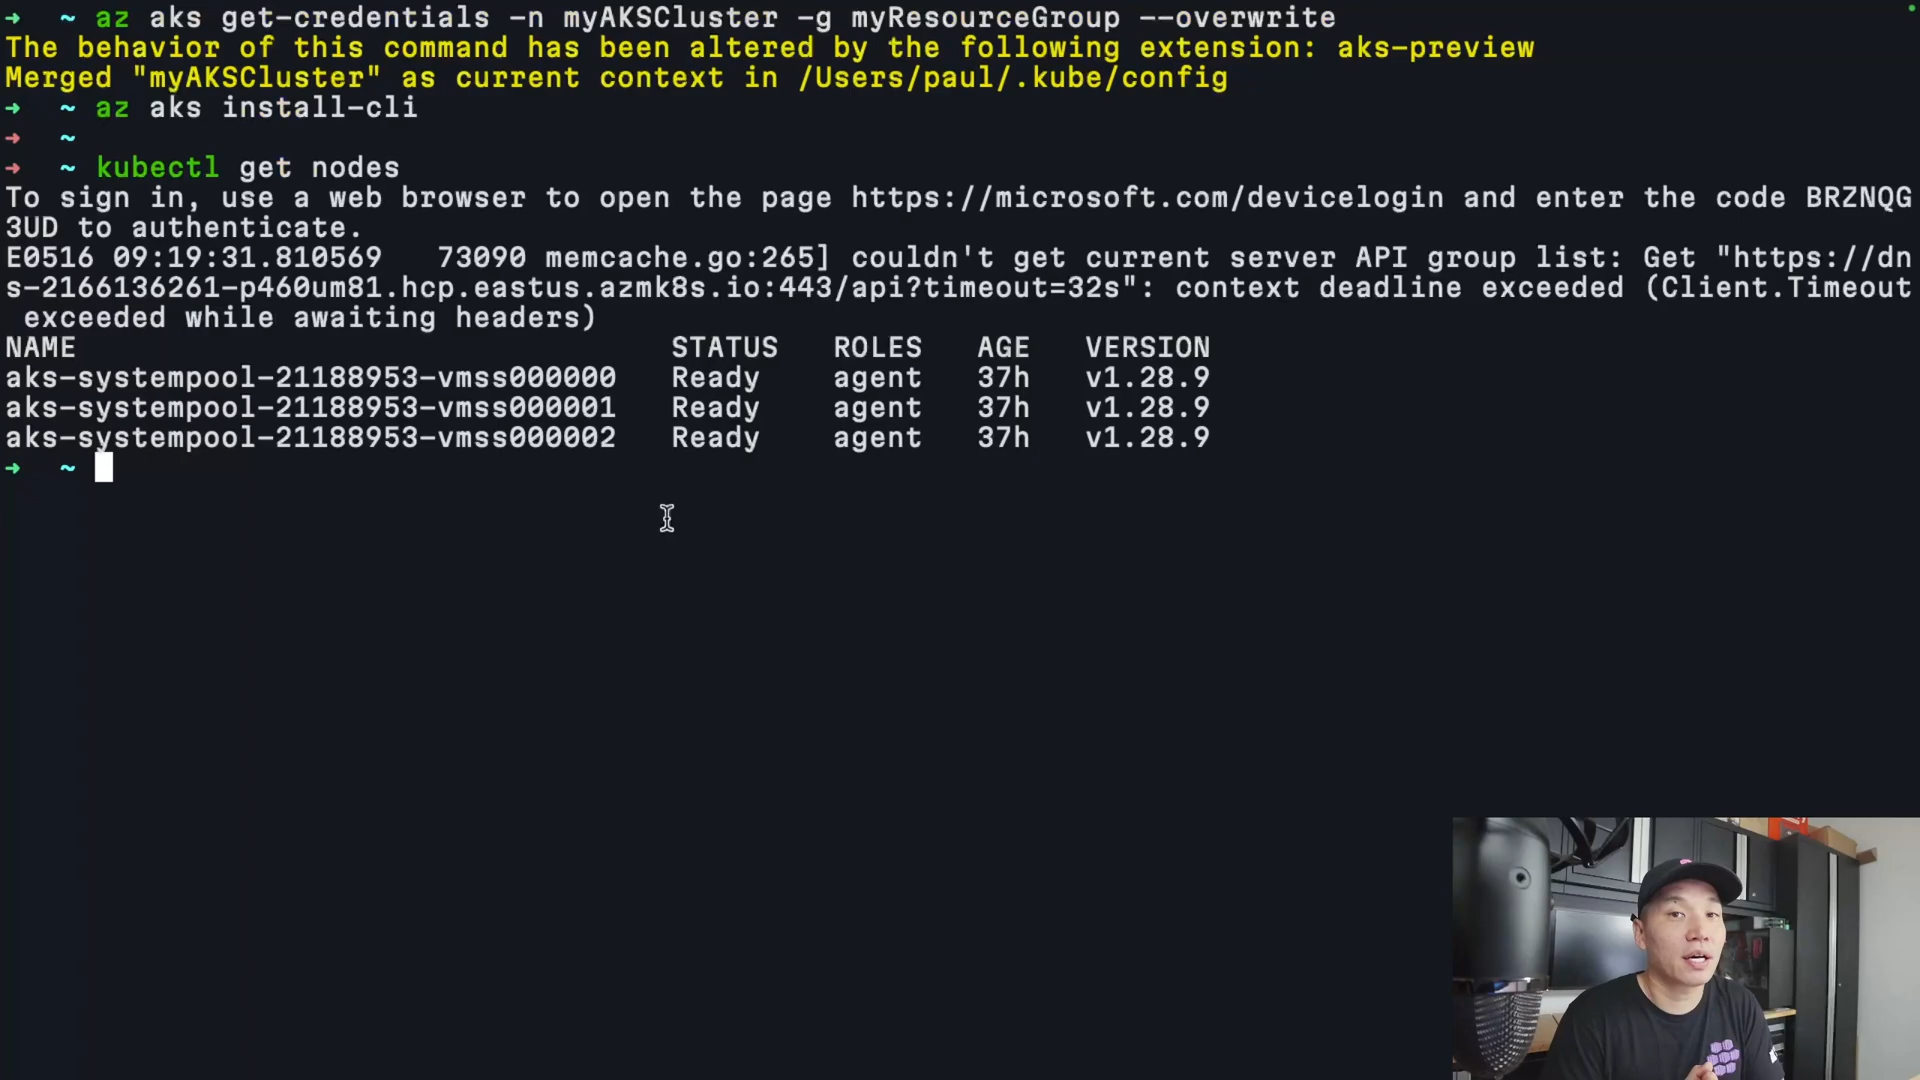 ➜ ~ az aks get-credentials -n myAKSCluster -g myResourceGroup --overwrite
The behavior of this command has been altered by the following extension: aks-preview
Merged "myAKSCluster" as current context in /Users/paul/.kube/config
➜ ~ az aks install-cli
➜ ~
➜ ~ kubectl get nodes
To sign in, use a web browser to open the page https://microsoft.com/devicelogin and enter the code BRZNQG
3UD to authenticate.
E0516 09:19:31.810569   73090 memcache.go:265] couldn't get current server API group list: Get "https://dn
s-2166136261-p460um81.hcp.eastus.azmk8s.io:443/api?timeout=32s": context deadline exceeded (Client.Timeout
exceeded while awaiting headers)
NAME STATUS ROLES AGE VERSION
aks-systempool-21188953-vmss000000 Ready agent 37h v1.28.9
aks-systempool-21188953-vmss000001 Ready agent 37h v1.28.9
aks-systempool-21188953-vmss000002 Ready agent 37h v1.28.9
➜ ~